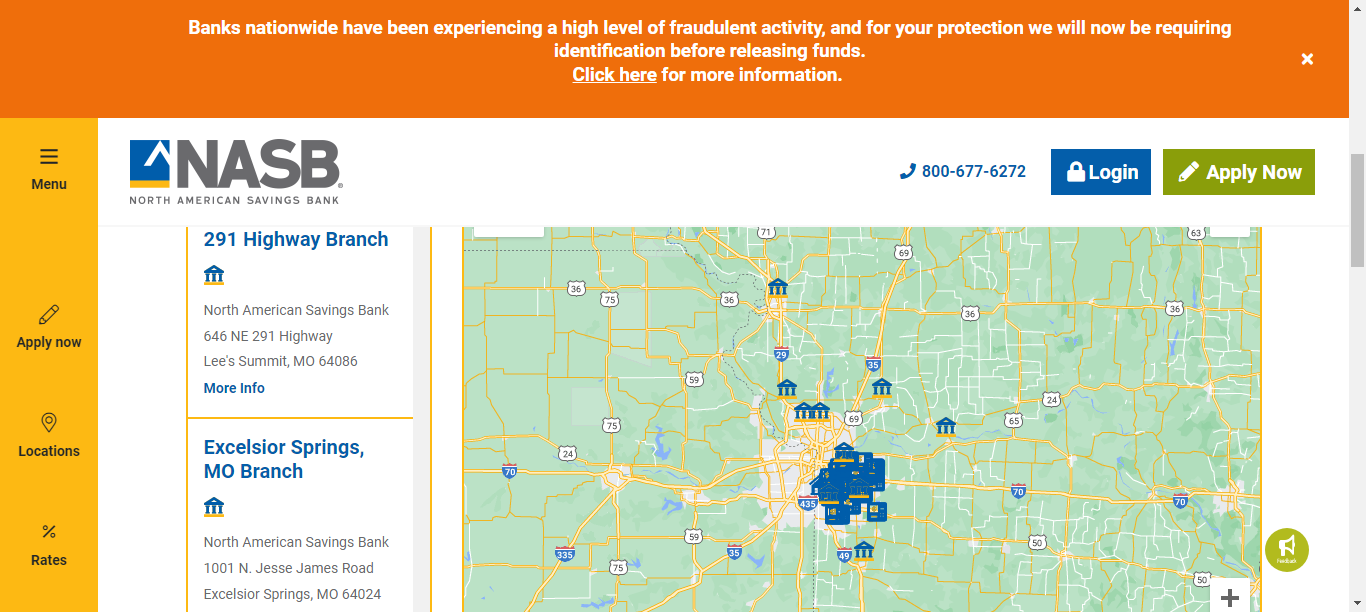 Banks nationwide have been experiencing a high level of fraudulent activity, and for your protection we will now be requiring
identification before releasing funds.
Click here for more information.
Menu
NASB
NORTH AMERICAN SAVINGS BANK
800-677-6272
Login
Apply Now
Apply now
Locations
Rates
291 Highway Branch
North American Savings Bank
646 NE 291 Highway
Lee's Summit, MO 64086
More Info
Excelsior Springs,
MO Branch
North American Savings Bank
1001 N. Jesse James Road
Excelsior Springs, MO 64024
71
63
69
36
75
36
36
36
29
35
59
24
75
69
65
24
70
435
70
70
59
335
35
49
50
75
50
Feedback